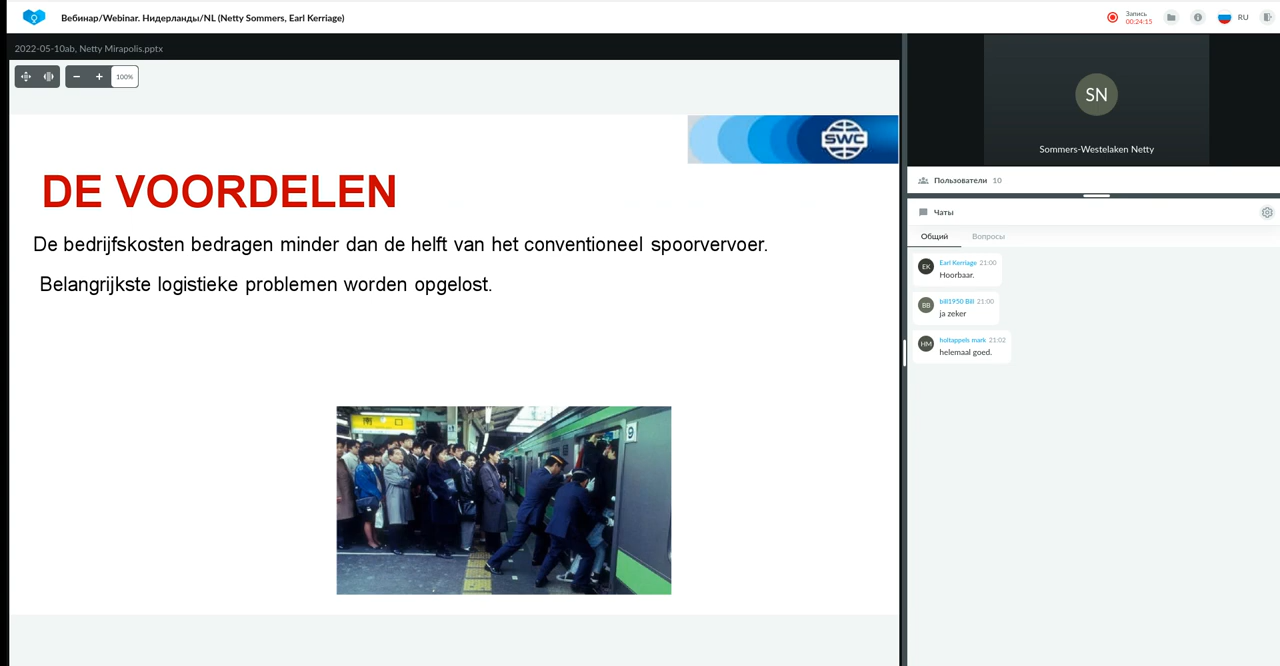 Вебинар/Webinar. Нидерланды/NL (Netty Sommers, Earl Kerriage)
Запись
00:24:15
RU
2022-05-10ab, Netty Mirapolis.pptx
100%
SWC
DE VOORDELEN
De bedrijfskosten bedragen minder dan de helft van het conventioneel spoorvervoer.
Belangrijkste logistieke problemen worden opgelost.
南 口
9
SN
Sommers-Westelaken Netty
Пользователи 10
Чаты
Общий Вопросы
EK
Earl Kerriage 21:00
Hoorbaar.
BB
bill1950 Bill 21:00
ja zeker
HM
holtappels mark 21:02
helemaal goed.